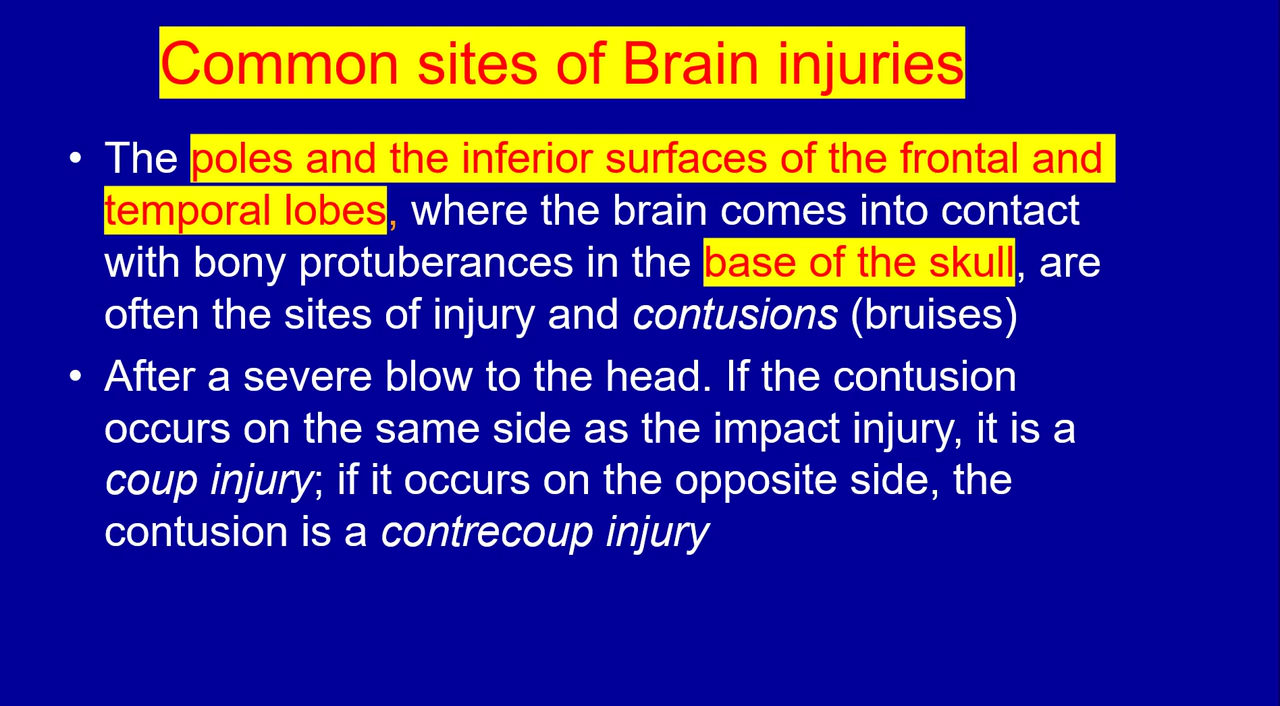 Common sites of Brain injuries
• The poles and the inferior surfaces of the frontal and
temporal lobes, where the brain comes into contact
with bony protuberances in the base of the skull, are
often the sites of injury and contusions (bruises)
• After a severe blow to the head. If the contusion
occurs on the same side as the impact injury, it is a
coup injury; if it occurs on the opposite side, the
contusion is a contrecoup injury